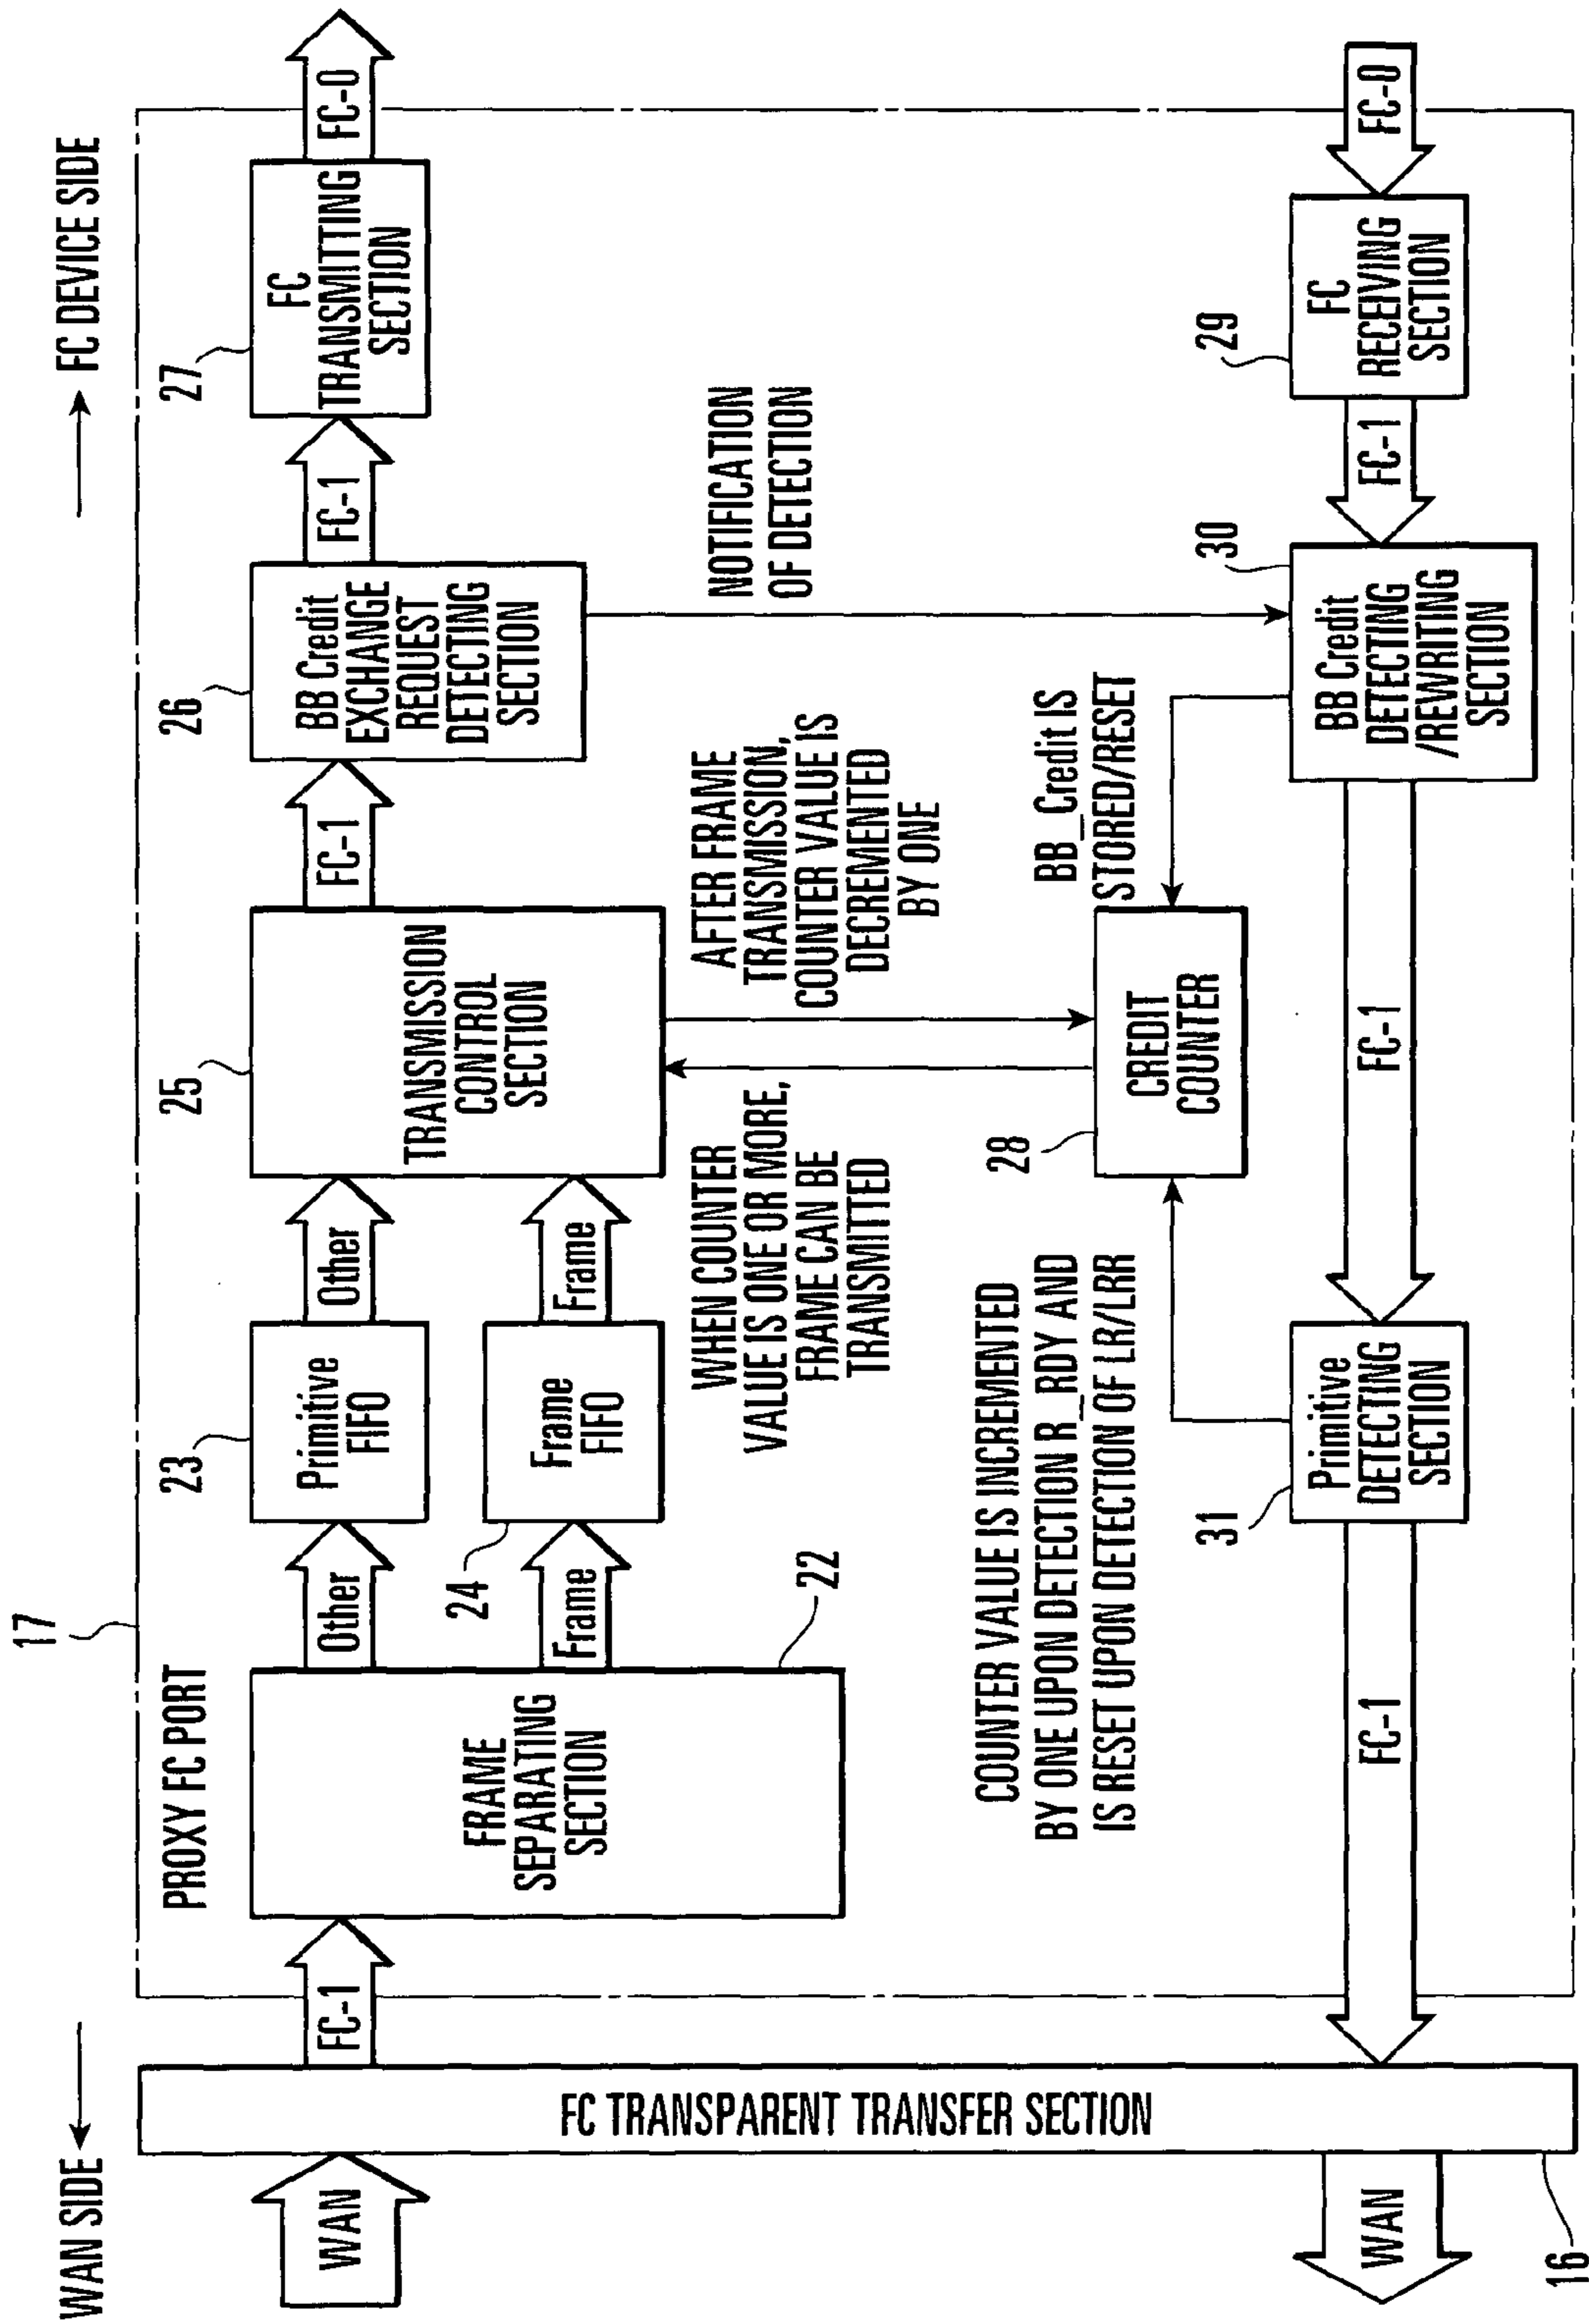 WAN SIDE
FC DEVICE SIDE
17
PROXY FC PORT
WAN
FC-1
FRAME
SEPARATING
SECTION
22
Other
Frame
23
Primitive
FIFO
24
Frame
FIFO
Other
Frame
25
TRANSMISSION
CONTROL
SECTION
FC-1
26
BB Credit
EXCHANGE
REQUEST
DETECTING
SECTION
FC-1
27
FC
TRANSMITTING
SECTION
FC-0
WHEN COUNTER
VALUE IS ONE OR MORE,
FRAME CAN BE
TRANSMITTED
AFTER FRAME
TRANSMISSION,
COUNTER VALUE IS
DECREMENTED
BY ONE
NOTIFICATION
OF DETECTION
COUNTER VALUE IS INCREMENTED
BY ONE UPON DETECTION R_RDY AND
IS RESET UPON DETECTION OF LR/LRR
28
CREDIT
COUNTER
BB_Credit IS
STORED/RESET
FC TRANSPARENT TRANSFER SECTION
16
WAN
FC-1
31
Primitive
DETECTING
SECTION
FC-1
30
BB Credit
DETECTING
/REWRITING
SECTION
FC-1
29
FC
RECEIVING
SECTION
FC-0